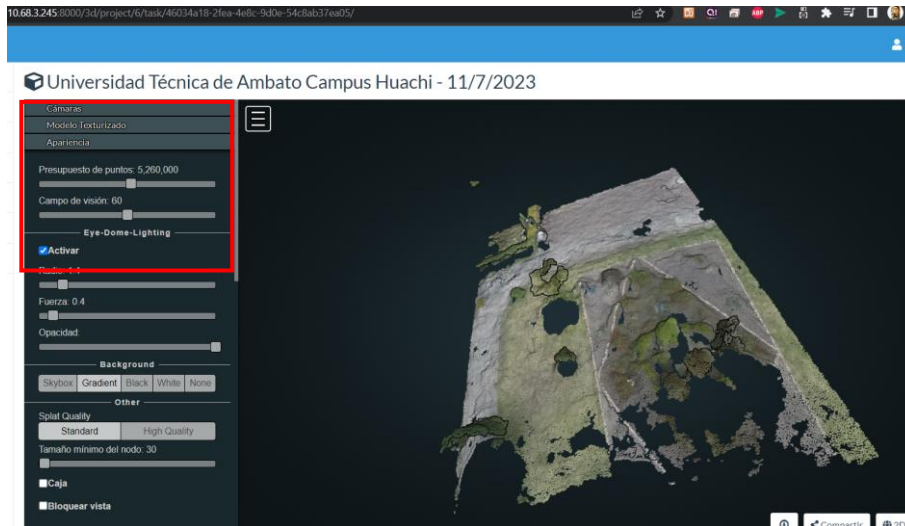 10.68.3.245:8000/3d/project/6/task/46034a18-2fea-4e8c-9d0e-54c8ab37ea05/
Universidad Técnica de Ambato Campus Huachi - 11/7/2023
Cámaras
Modelo Texturizado
Apariencia
Presupuesto de puntos: 5,260,000
Campo de visión: 60
Eye-Dome-Lighting
Activar
Fuerza: 0.4
Opacidad:
Background
Skybox Gradient Black White None
Other
Splat Quality
Standard High Quality
Tamaño mínimo del nodo: 30
Caja
Bloquear vista
Compartir 2D